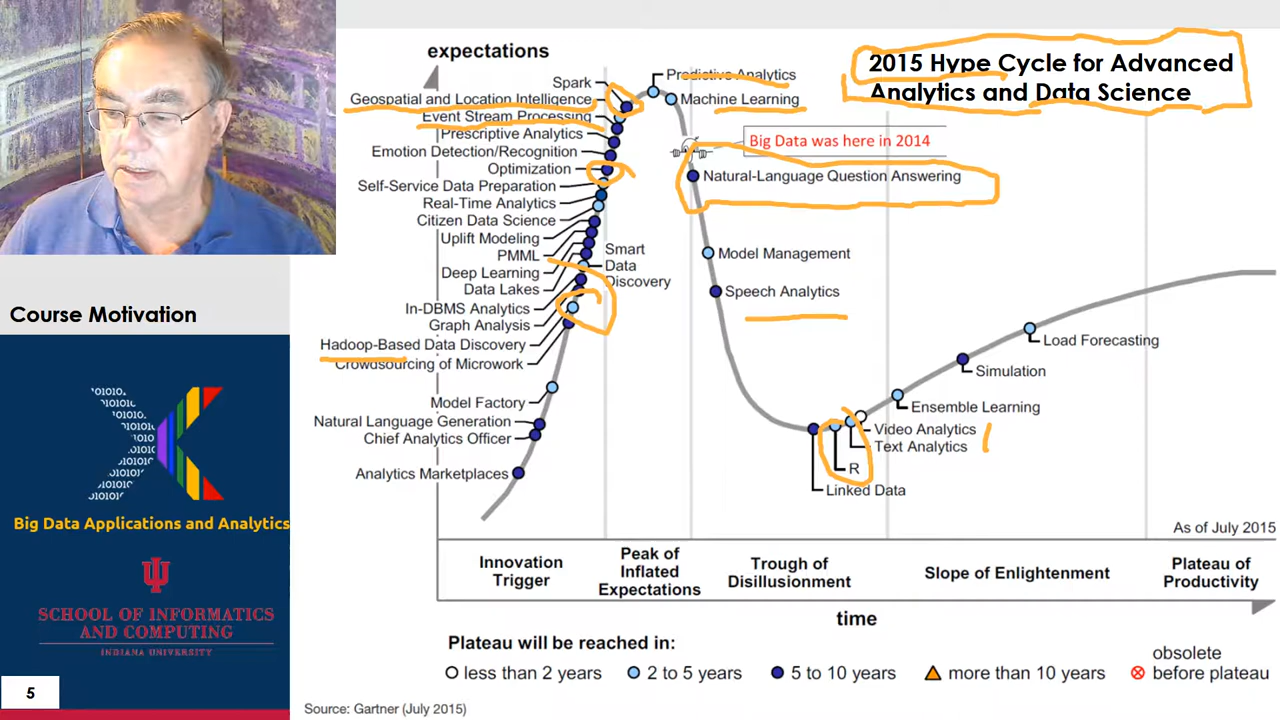 expectations
2015 Hype Cycle for Advanced
Analytics and Data Science
Spark
Predictive Analytics
Geospatial and Location Intelligence
Machine Learning
Event Stream Processing
Prescriptive Analytics
Big Data was here in 2014
Emotion Detection/Recognition
Optimization
Natural-Language Question Answering
Self-Service Data Preparation
Real-Time Analytics
Citizen Data Science
Uplift Modeling
PMML
Smart
Data
Discovery
Model Management
Deep Learning
Data Lakes
Speech Analytics
In-DBMS Analytics
Graph Analysis
Hadoop-Based Data Discovery
Crowdsourcing of Microwork
Load Forecasting
Simulation
Model Factory
Ensemble Learning
Natural Language Generation
Video Analytics
Chief Analytics Officer
Text Analytics
R
Analytics Marketplaces
Linked Data
As of July 2015
Innovation
Trigger
Peak of
Inflated
Expectations
Trough of
Disillusionment
Slope of Enlightenment
Plateau of
Productivity
time
Plateau will be reached in:
less than 2 years
2 to 5 years
5 to 10 years
more than 10 years
obsolete
before plateau
Source: Gartner (July 2015)
Course Motivation
Big Data Applications and Analytics
SCHOOL OF INFORMATICS
AND COMPUTING
INDIANA UNIVERSITY
5